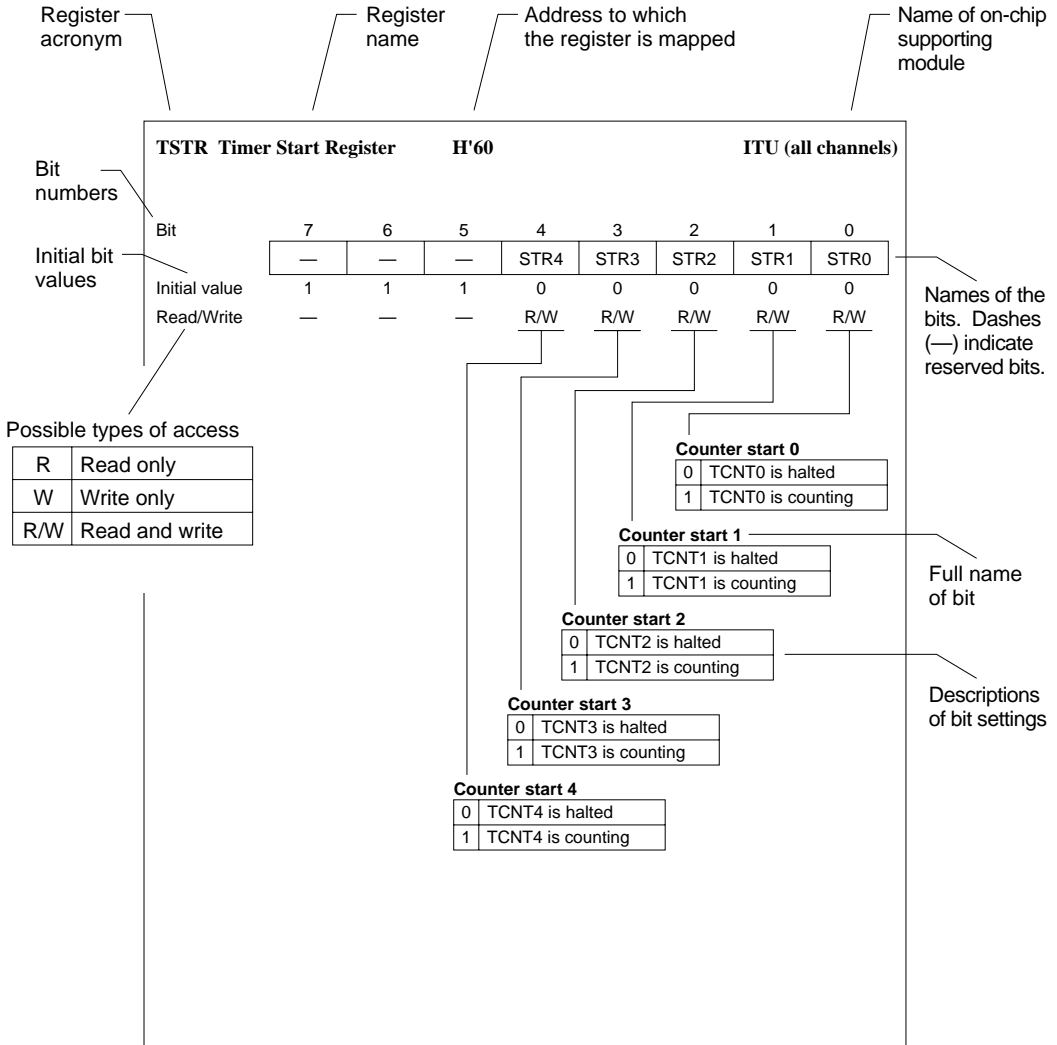 Register acronym
Register name
Address to which the register is mapped
Name of on-chip supporting module
TSTR Timer Start Register H'60 ITU (all channels)
Bit numbers
Bit 7 6 5 4 3 2 1 0
Initial bit values
— — — STR4 STR3 STR2 STR1 STR0
Initial value 1 1 1 0 0 0 0 0
Read/Write — — — R/W R/W R/W R/W R/W
Names of the bits. Dashes (—) indicate reserved bits.
Possible types of access
R Read only
W Write only
R/W Read and write
Counter start 0
0 TCNT0 is halted
1 TCNT0 is counting
Counter start 1
0 TCNT1 is halted
1 TCNT1 is counting
Full name of bit
Counter start 2
0 TCNT2 is halted
1 TCNT2 is counting
Descriptions of bit settings
Counter start 3
0 TCNT3 is halted
1 TCNT3 is counting
Counter start 4
0 TCNT4 is halted
1 TCNT4 is counting